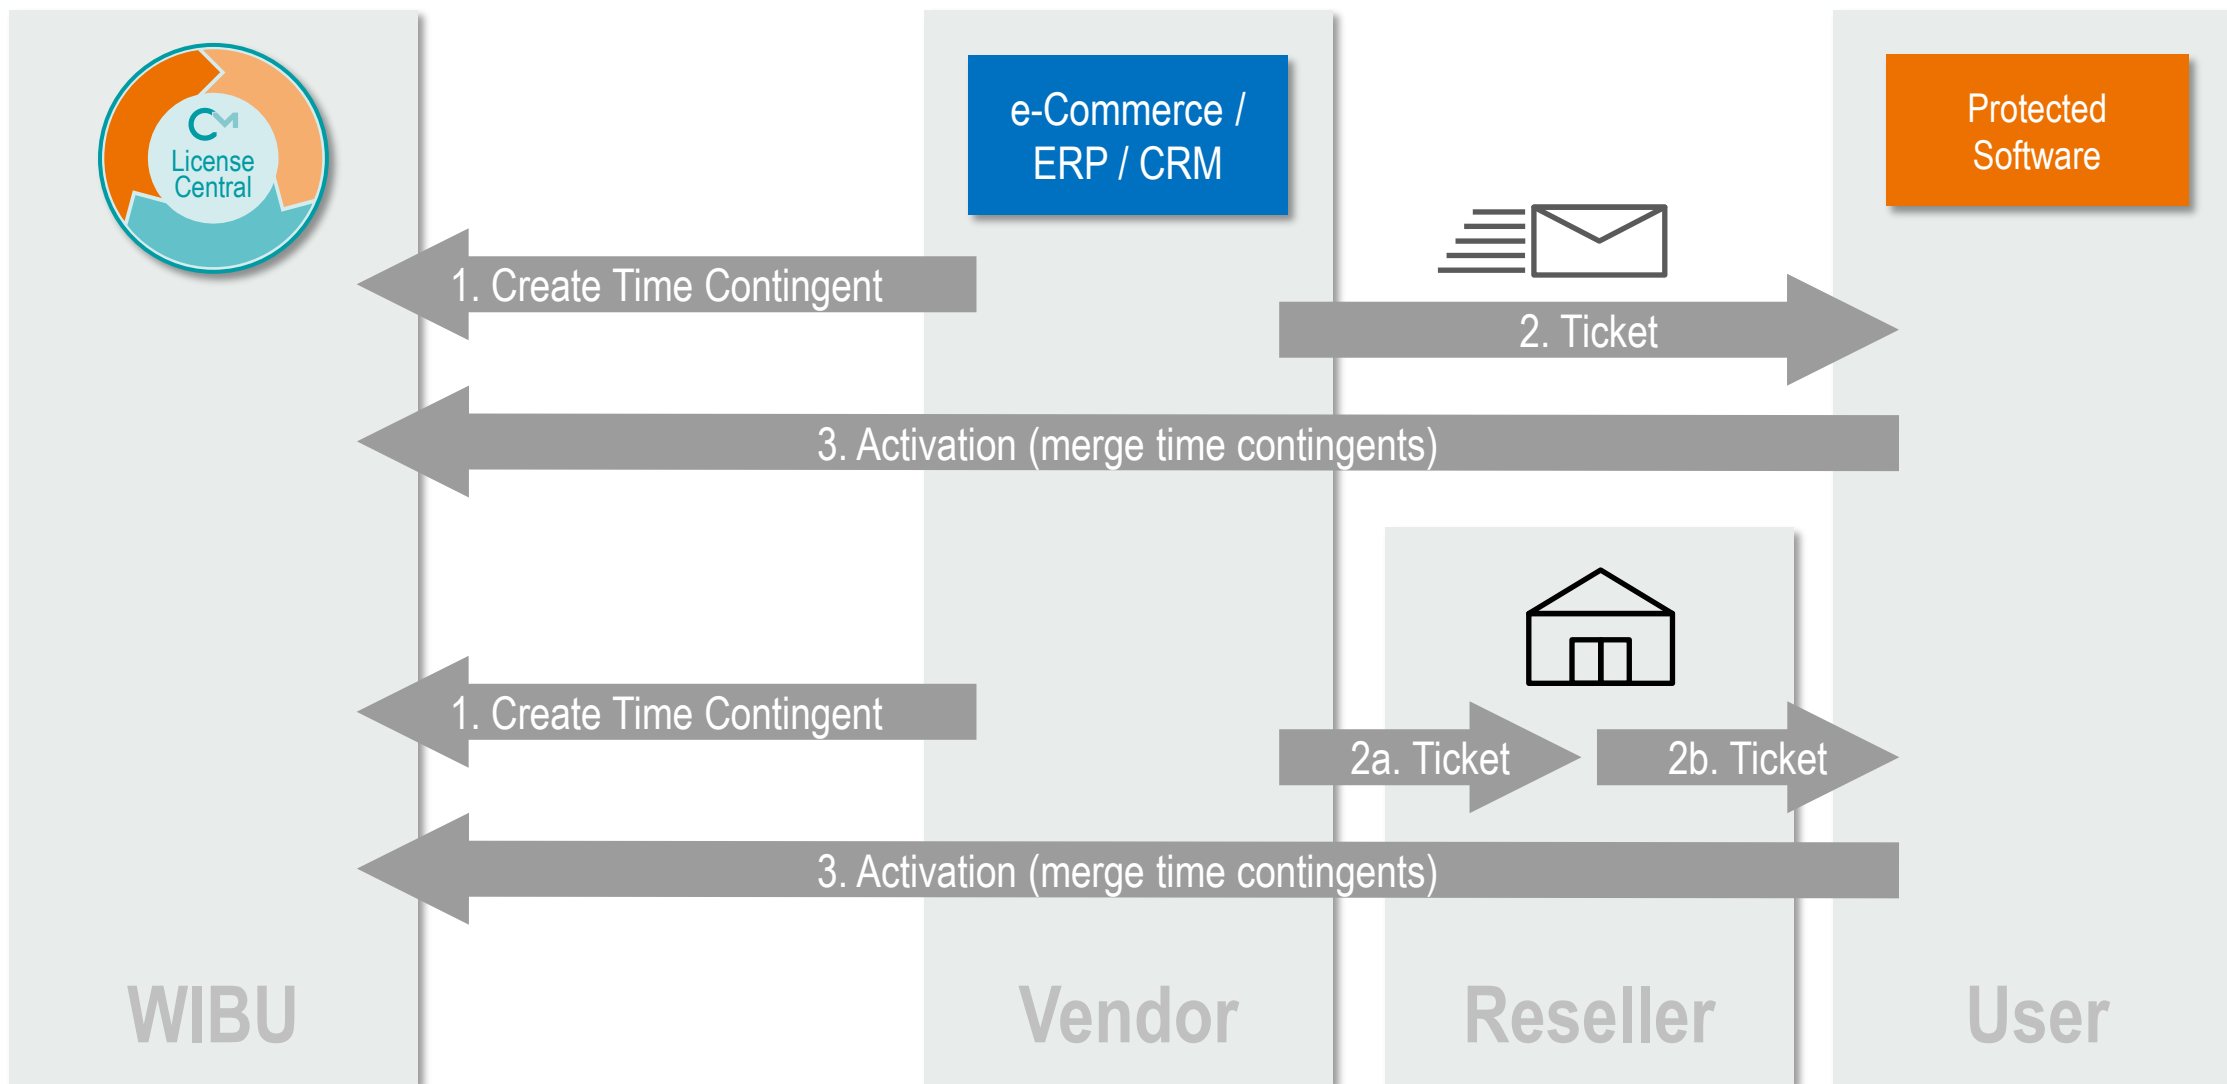 CM
License
Central
e-Commerce /
ERP / CRM
Protected
Software
1. Create Time Contingent
2. Ticket
3. Activation (merge time contingents)
1. Create Time Contingent
2a. Ticket
2b. Ticket
3. Activation (merge time contingents)
WIBU
Vendor
Reseller
User